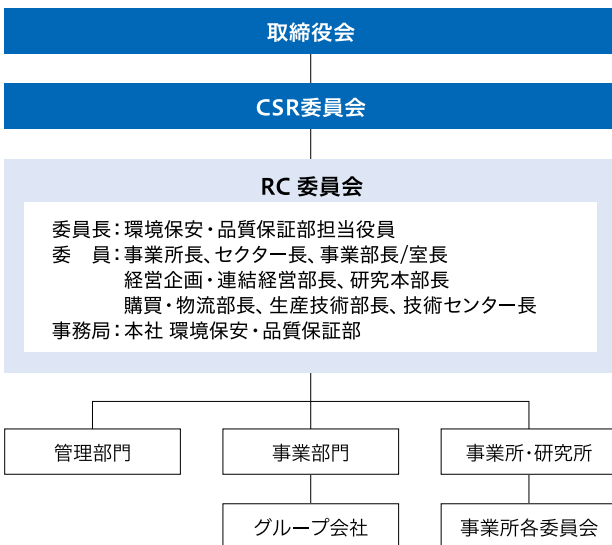 取締役会
CSR委員会
RC 委員会
委員長：環境保安・品質保証部担当役員
委　員：事業所長、セクター長、事業部長/室長
経営企画・連結経営部長、研究本部長
購買・物流部長、生産技術部長、技術センター長
事務局：本社 環境保安・品質保証部
管理部門
事業部門
事業所・研究所
グループ会社
事業所各委員会